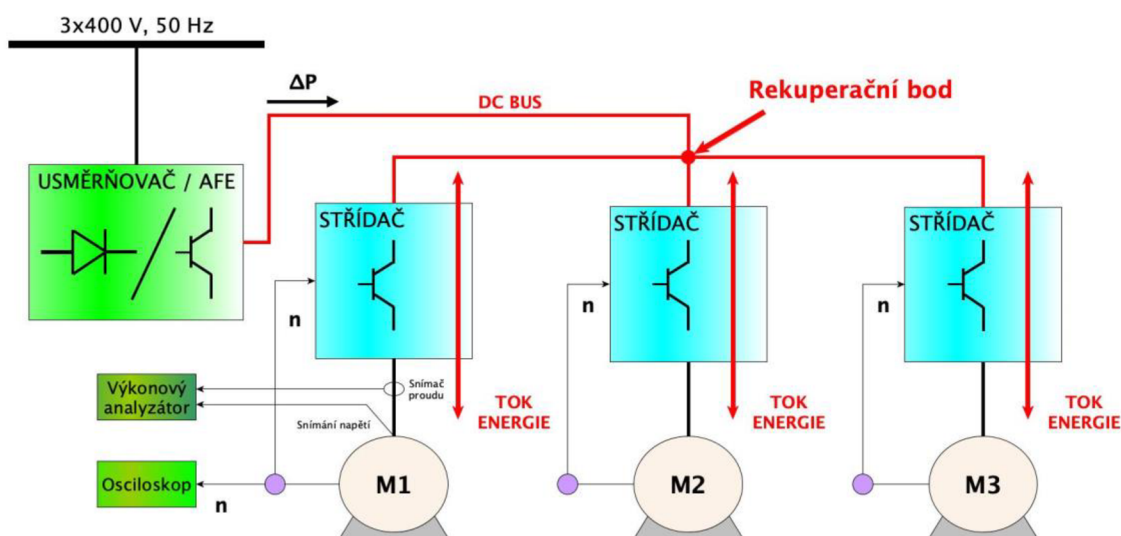 3x400 V, 50 Hz
ΔP
DC BUS
Rekuperační bod
USMĚRŇOVAČ / AFE
STŘÍDAČ
STŘÍDAČ
STŘÍDAČ
n
n
n
Výkonový
analyzátor
Snímač
proudu
Snímání napětí
TOK
ENERGIE
TOK
ENERGIE
TOK
ENERGIE
Osciloskop
n
M1
M2
M3